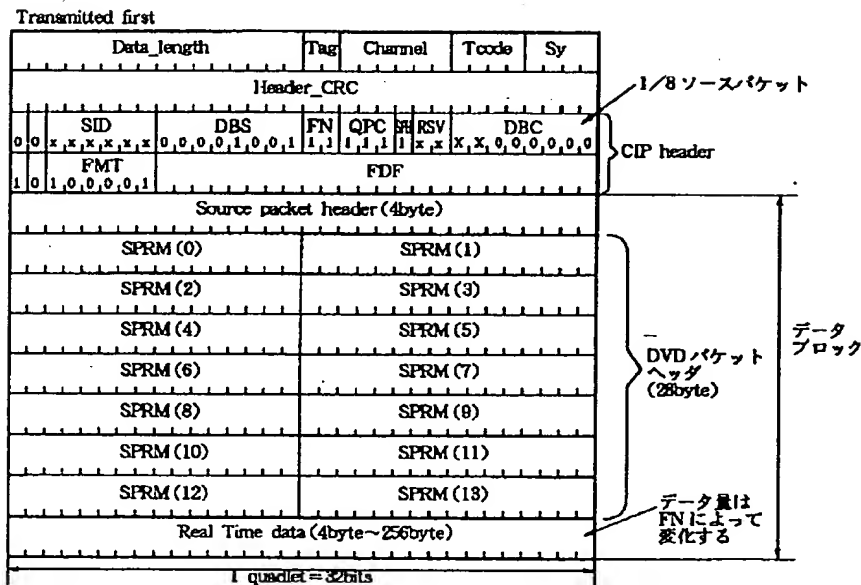 Transmitted first
Data_length Tag Channel Tcode Sy
Header_CRC
1/8 ソースパケット
SID DBS FN QPC SPH RSV DBC
0 0 x x x x x x 0 0 0 0 1 0 0 1 1 1 1 1 1 1 x x X X 0 0 0 0 0 0
CIP header
FMT FDF
1 0 1 0 0 0 0 1
Source packet header (4byte)
SPRM (0) SPRM (1)
SPRM (2) SPRM (3)
SPRM (4) SPRM (5)
SPRM (6) SPRM (7)
SPRM (8) SPRM (9)
SPRM (10) SPRM (11)
SPRM (12) SPRM (13)
DVD パケット
ヘッダ
(28byte)
データ
ブロック
Real Time data (4byte~256byte)
データ量は
FN によって
変化する
1 quadlet = 32bits